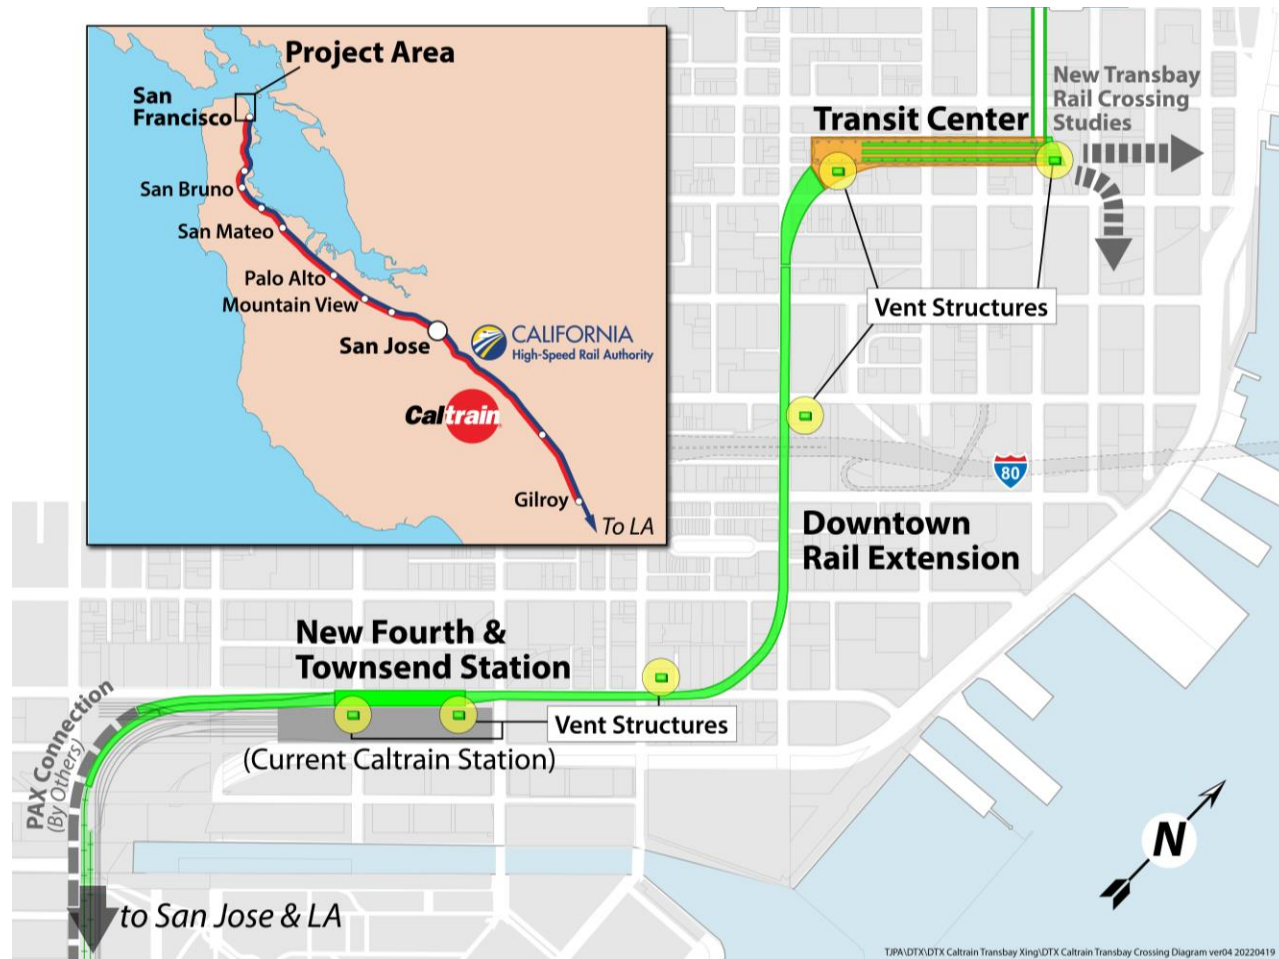 Project Area
San
Francisco
San Bruno
San Mateo
Palo Alto
Mountain View
San Jose
CALIFORNIA
High-Speed Rail Authority
Caltrain
Gilroy
To LA
New Transbay
Rail Crossing
Studies
Transit Center
Vent Structures
80
Downtown
Rail Extension
New Fourth &
Townsend Station
Vent Structures
(Current Caltrain Station)
PAX Connection
(By Others)
to San Jose & LA
N
TJPA\DTX\DTX Caltrain Transbay Xing\DTX Caltrain Transbay Crossing Diagram ver04 20220419